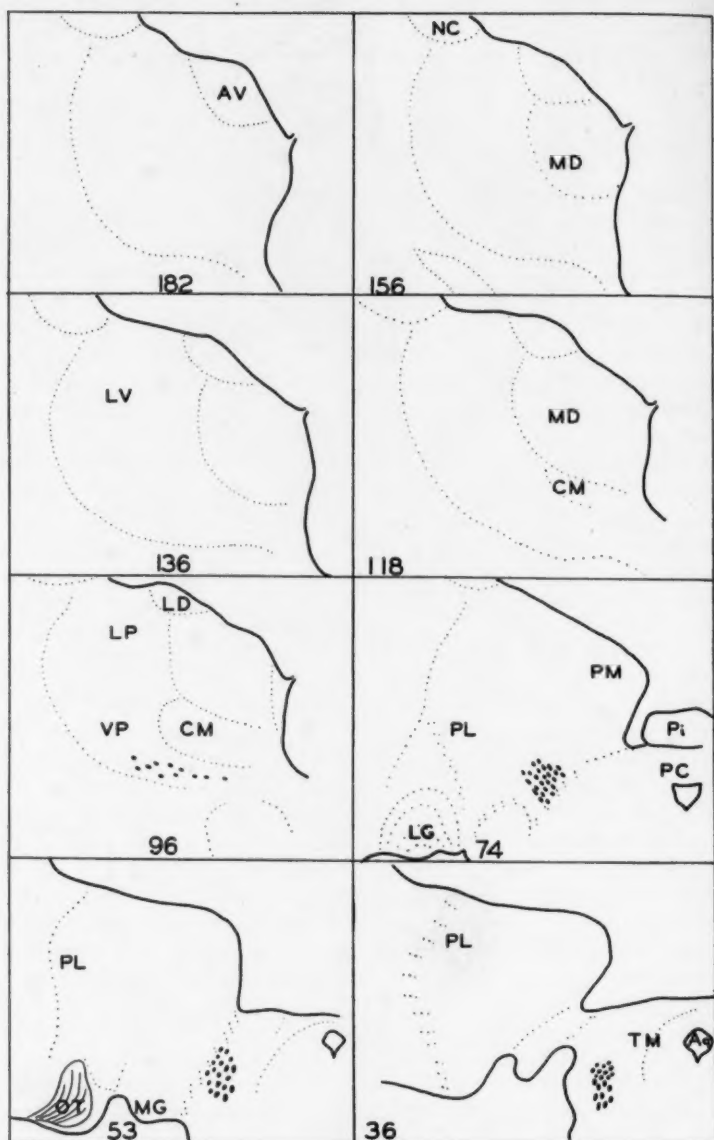 AV
182
NC
MD
156
LV
136
MD
CM
118
LD
LP
VP CM
96
PM
PL Pi
PC
LG
74
PL
OT MG
53
PL
TM Aq
36